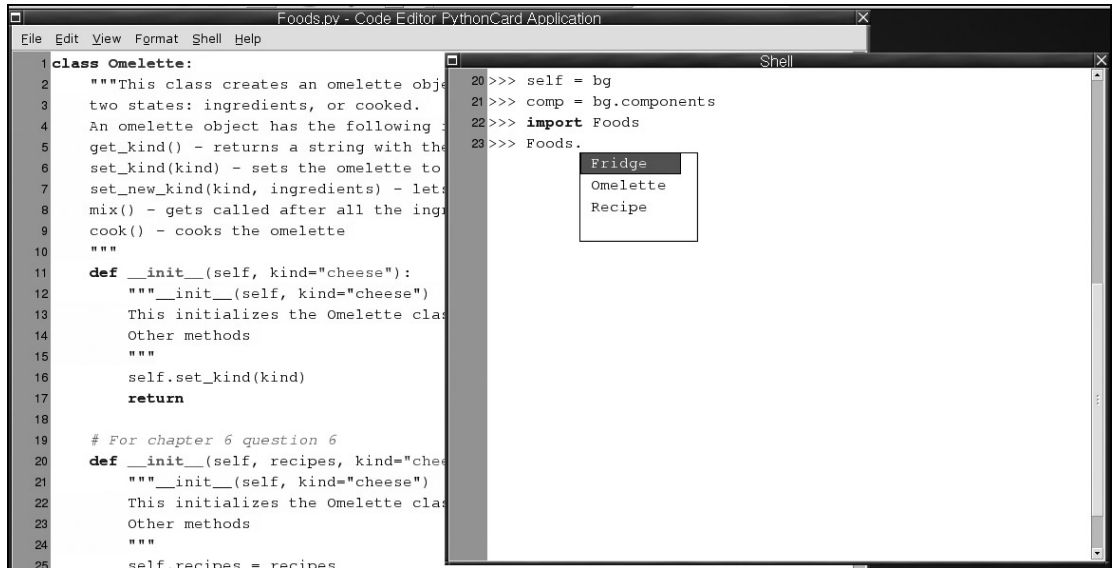 Foods.py - Code Editor PythonCard Application
File Edit View Format Shell Help
1 class Omelette:
2 """This class creates an omelette obje
3 two states: ingredients, or cooked.
4 An omelette object has the following
5 get_kind() - returns a string with the
6 set_kind(kind) - sets the omelette to
7 set_new_kind(kind, ingredients) - lets
8 mix() - gets called after all the ingr
9 cook() - cooks the omelette
10 """
11 def __init__(self, kind="cheese"):
12 """__init__(self, kind="cheese")
13 This initializes the Omelette clas
14 Other methods
15 """
16 self.set_kind(kind)
17 return
18
19 # For chapter 6 question 6
20 def __init__(self, recipes, kind="chee
21 """__init__(self, kind="cheese")
22 This initializes the Omelette clas
23 Other methods
24 """
25 self.recipes = recipes
Shell
20 >>> self = bg
21 >>> comp = bg.components
22 >>> import Foods
23 >>> Foods.
Fridge
Omelette
Recipe